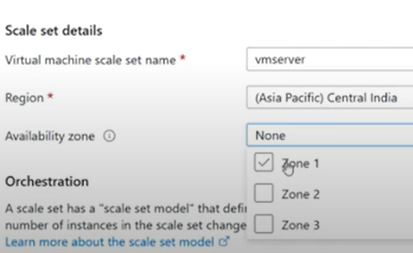 Scale set details
Virtual machine scale set name *
vmserver
Region *
(Asia Pacific) Central India
Availability zone
None
Zone 1
Zone 2
Zone 3
Orchestration
A scale set has a "scale set model" that defi
number of instances in the scale set change
Learn more about the scale set model